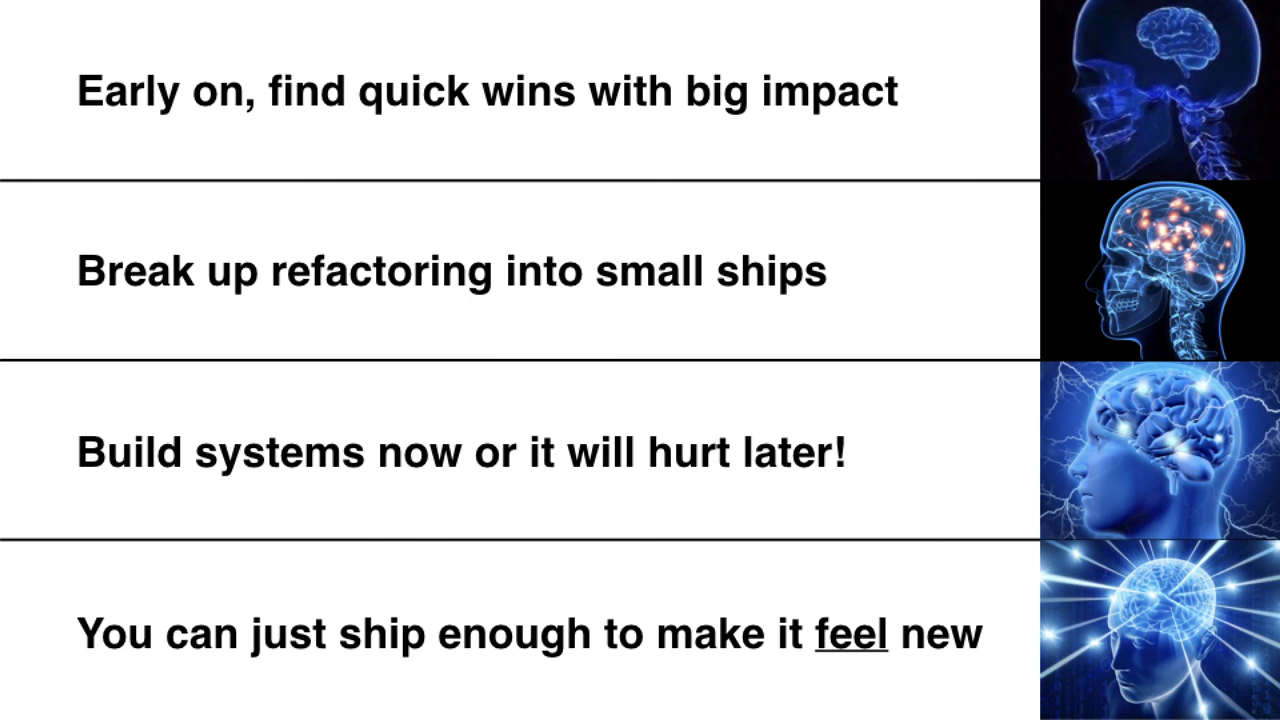 Early on, find quick wins with big impact
Break up refactoring into small ships
Build systems now or it will hurt later!
You can just ship enough to make it feel new